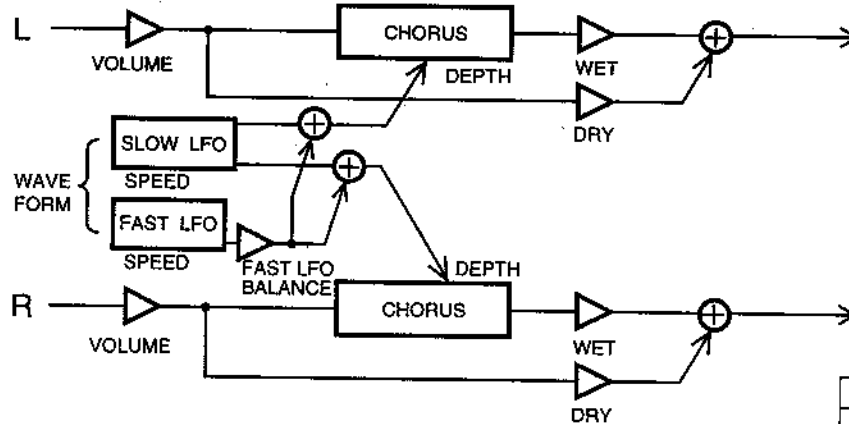 L
VOLUME
CHORUS
DEPTH
WET
DRY
SLOW LFO
SPEED
WAVE
FORM
FAST LFO
SPEED
FAST LFO
BALANCE
DEPTH
R
VOLUME
CHORUS
WET
DRY